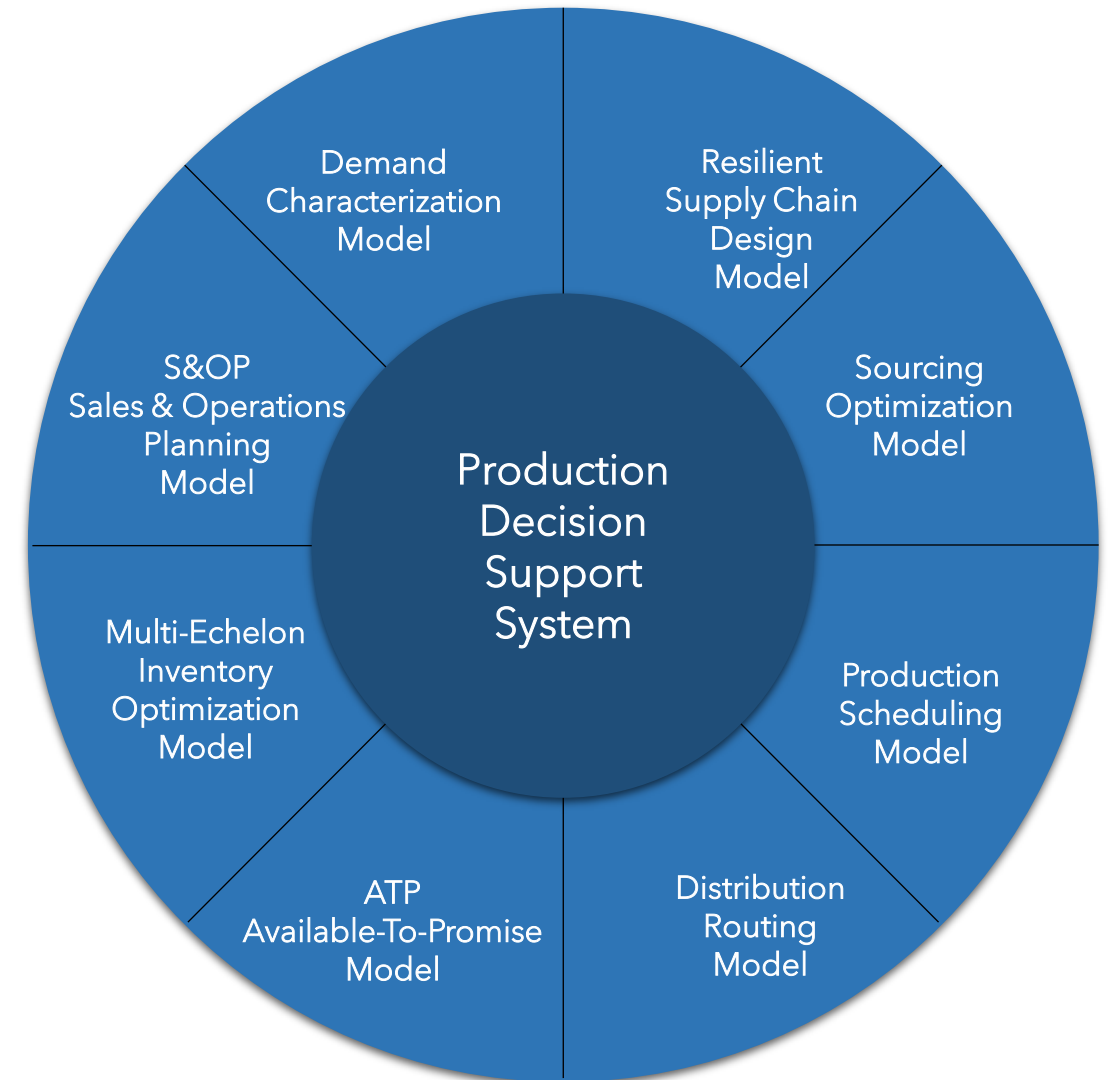 Demand
Characterization
Model
Resilient
Supply Chain
Design
Model
S&OP
Sales & Operations
Planning
Model
Sourcing
Optimization
Model
Production
Decision
Support
System
Multi-Echelon
Inventory
Optimization
Model
Production
Scheduling
Model
ATP
Available-To-Promise
Model
Distribution
Routing
Model